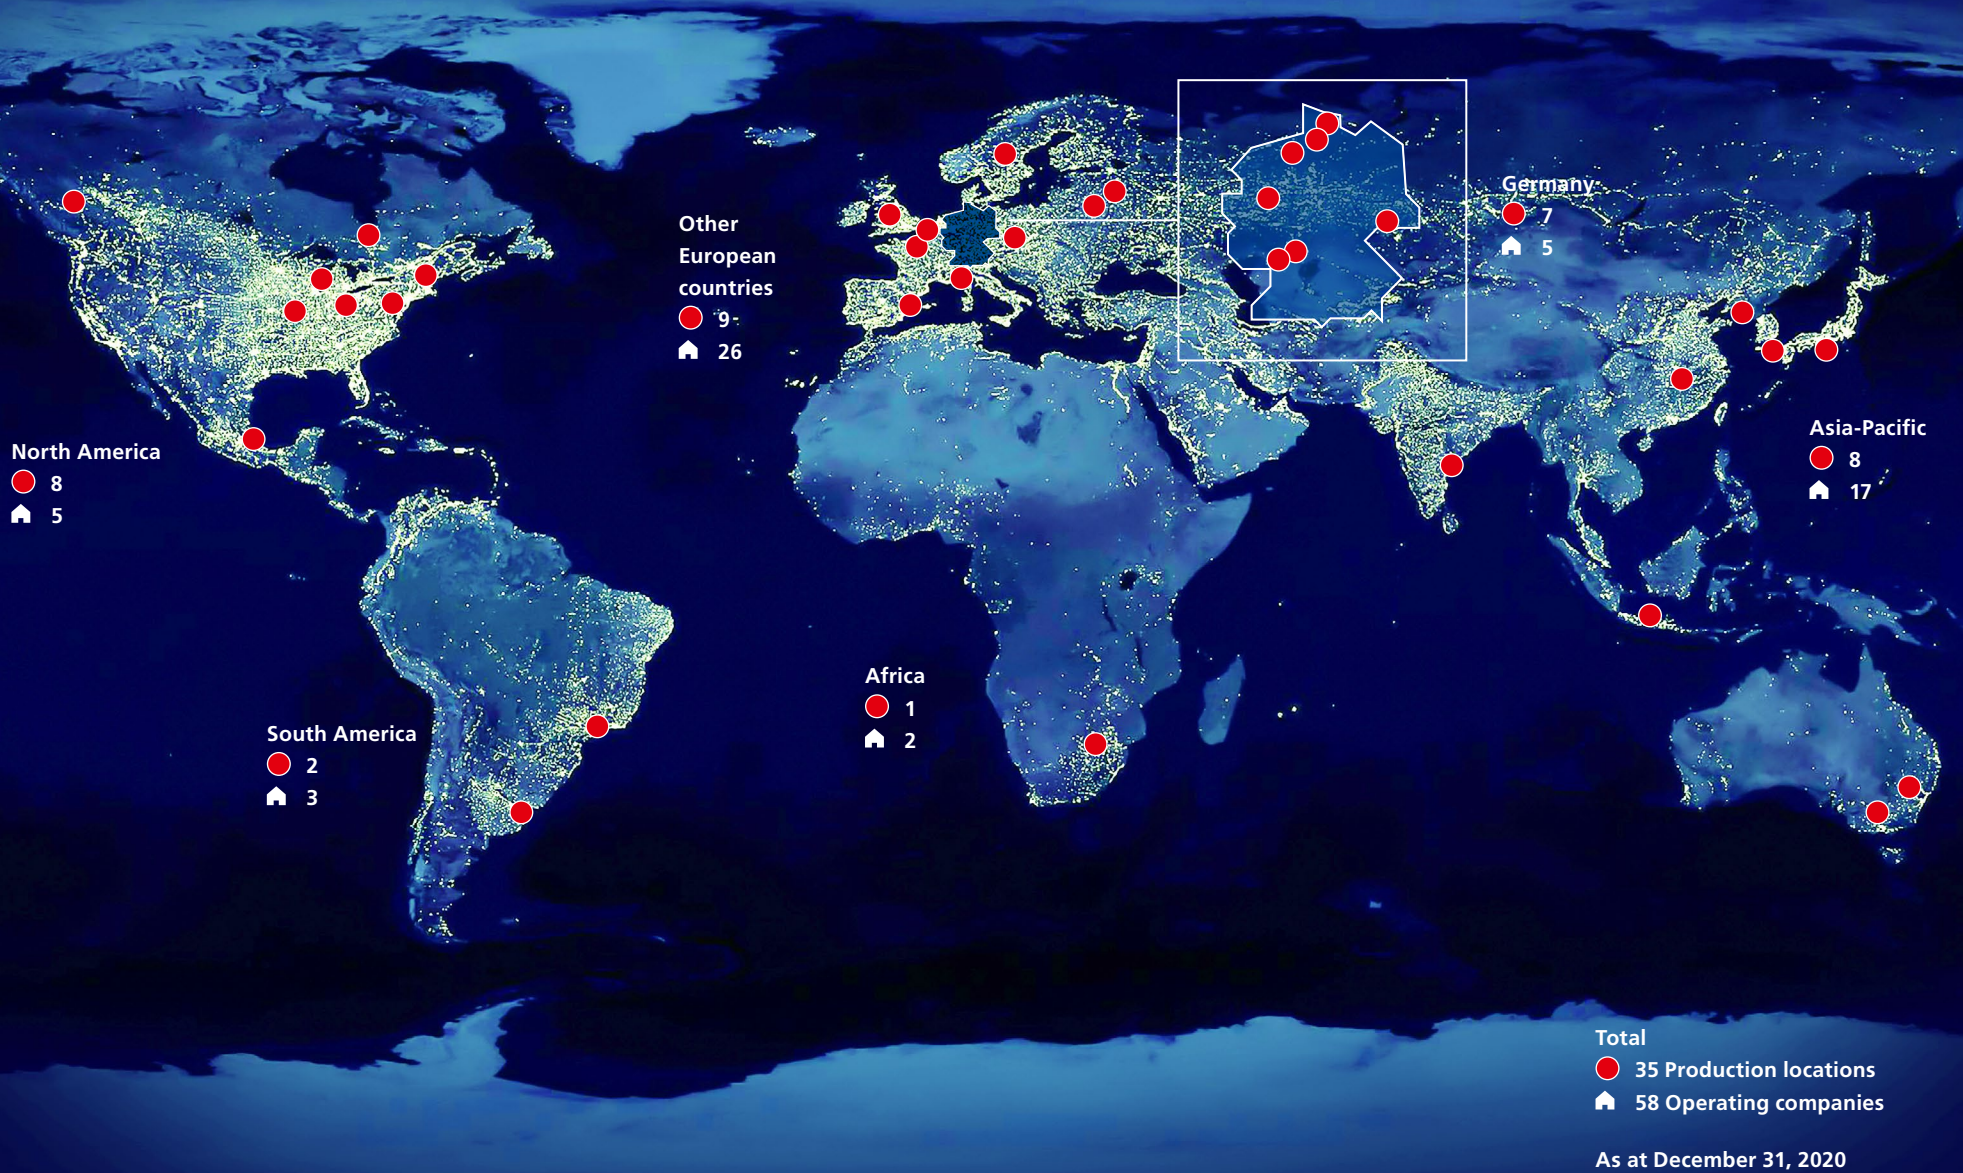 Germany
7
5
Other
European
countries
9
26
North America
8
5
Asia-Pacific
8
17
Africa
1
2
South America
2
3
Total
35 Production locations
58 Operating companies
As at December 31, 2020